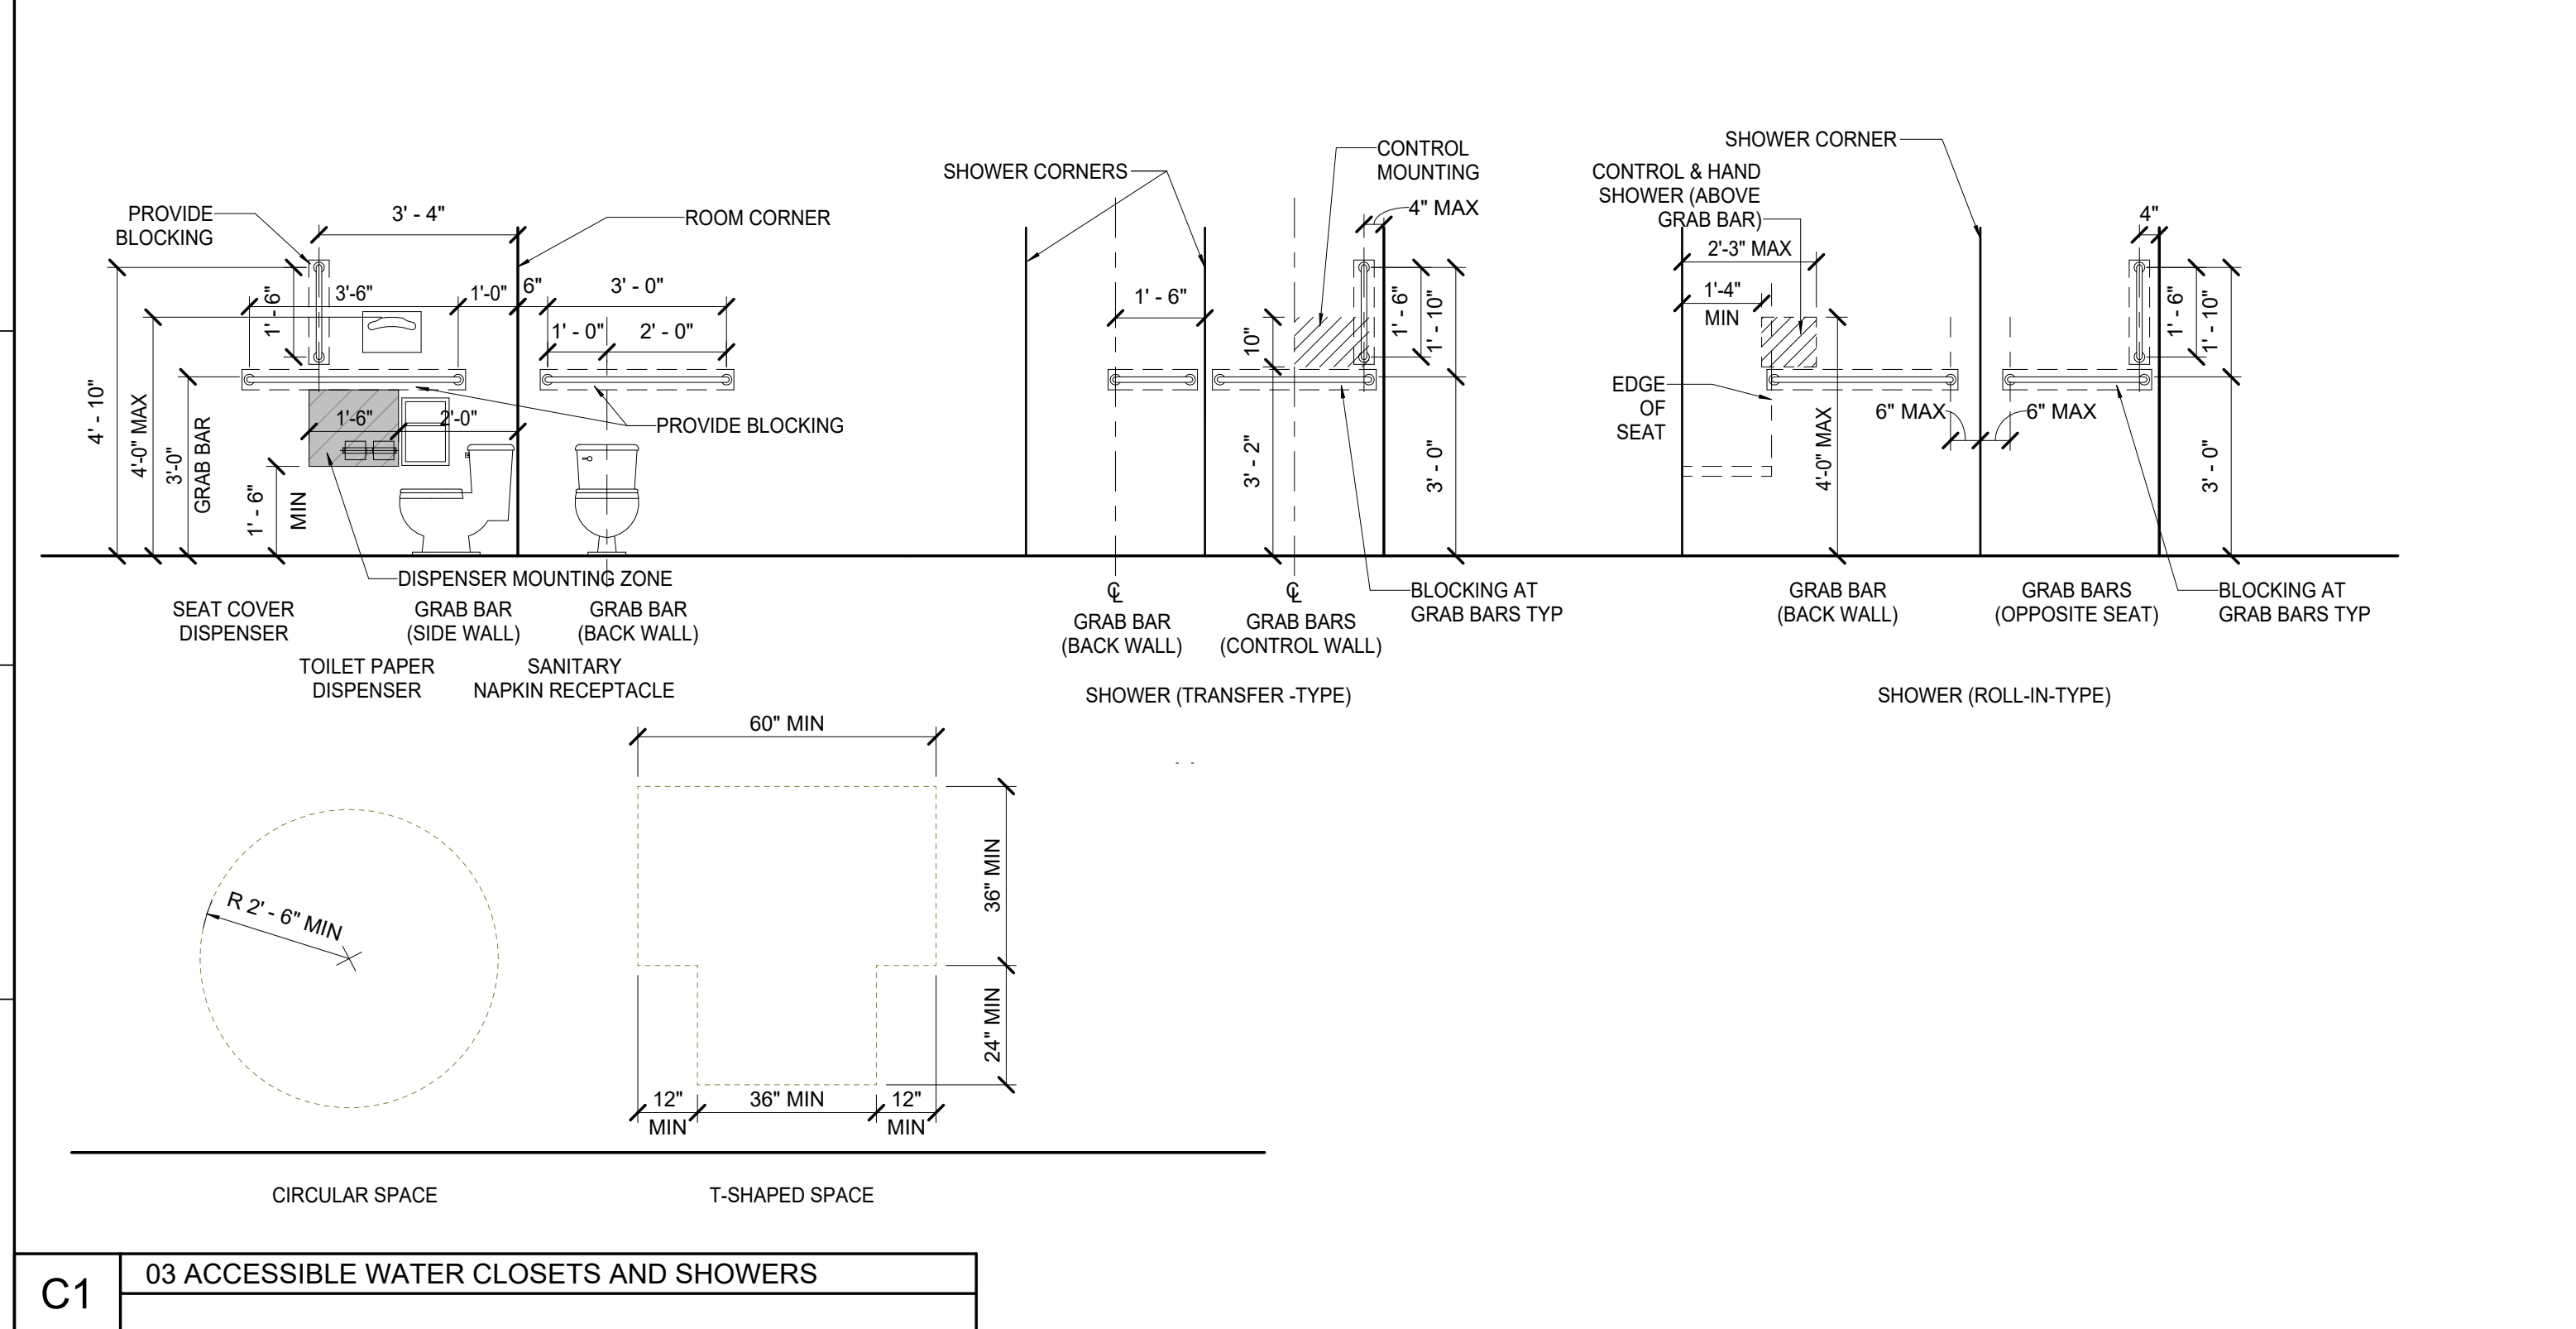 PROVIDE
BLOCKING
3' - 4"
ROOM CORNER
3'-6"
1'-0"
6"
3' - 0"
1' - 6"
1' - 0"
2' - 0"
4' - 10"
4'-0" MAX
3'-0"
GRAB BAR
1' - 6"
MIN
1'-6"
2'-0"
PROVIDE BLOCKING
DISPENSER MOUNTING ZONE
SEAT COVER
DISPENSER
GRAB BAR
(SIDE WALL)
GRAB BAR
(BACK WALL)
TOILET PAPER
DISPENSER
SANITARY
NAPKIN RECEPTACLE
SHOWER CORNERS
CONTROL
MOUNTING
4" MAX
1' - 6"
10"
1' - 6"
1' - 10"
3' - 2"
3' - 0"
℄
GRAB BAR
(BACK WALL)
℄
GRAB BARS
(CONTROL WALL)
BLOCKING AT
GRAB BARS TYP
SHOWER (TRANSFER -TYPE)
SHOWER CORNER
CONTROL & HAND
SHOWER (ABOVE
GRAB BAR)
2'-3" MAX
1'-4"
MIN
4"
1' - 6"
1' - 10"
EDGE
OF
SEAT
4'-0" MAX
6" MAX
6" MAX
3' - 0"
GRAB BAR
(BACK WALL)
GRAB BARS
(OPPOSITE SEAT)
BLOCKING AT
GRAB BARS TYP
SHOWER (ROLL-IN-TYPE)
R 2' - 6" MIN
60" MIN
36" MIN
24" MIN
12"
MIN
36" MIN
12"
MIN
CIRCULAR SPACE
T-SHAPED SPACE
C1
03 ACCESSIBLE WATER CLOSETS AND SHOWERS